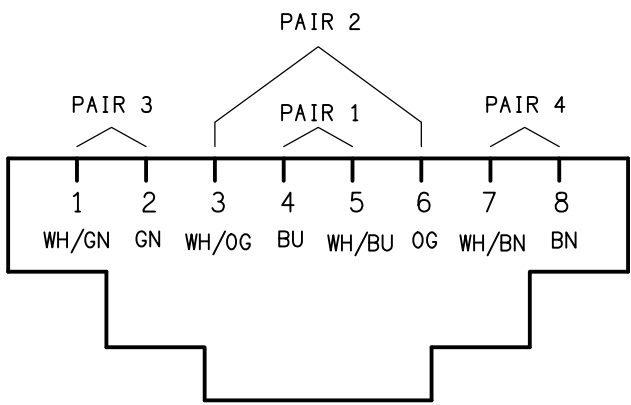 PAIR 2
PAIR 3 PAIR 1 PAIR 4
1 2 3 4 5 6 7 8
WH/GN GN WH/OG BU WH/BU OG WH/BN BN